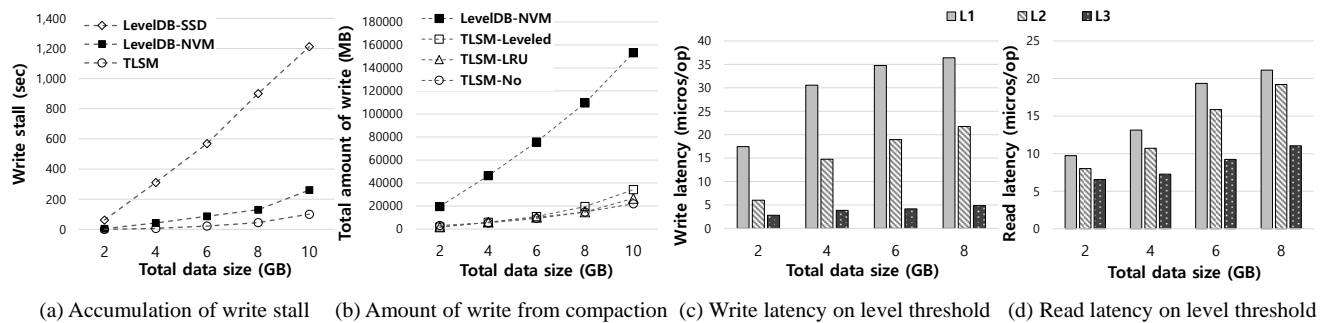 1,400
1,200
1,000
800
600
400
200
0
Write stall (sec)
LevelDB-SSD
LevelDB-NVM
TLSM
2 4 6 8 10
Total data size (GB)
(a) Accumulation of write stall
180000
160000
140000
120000
100000
80000
60000
40000
20000
0
Total amount of write (MB)
LevelDB-NVM
TLSM-Leveled
TLSM-LRU
TLSM-No
2 4 6 8 10
Total data size (GB)
(b) Amount of write from compaction
L1 L2 L3
40
35
30
25
20
15
10
5
0
Write latency (micros/op)
2 4 6 8
Total data size (GB)
(c) Write latency on level threshold
25
20
15
10
5
0
Read latency (micros/op)
2 4 6 8
Total data size (GB)
(d) Read latency on level threshold